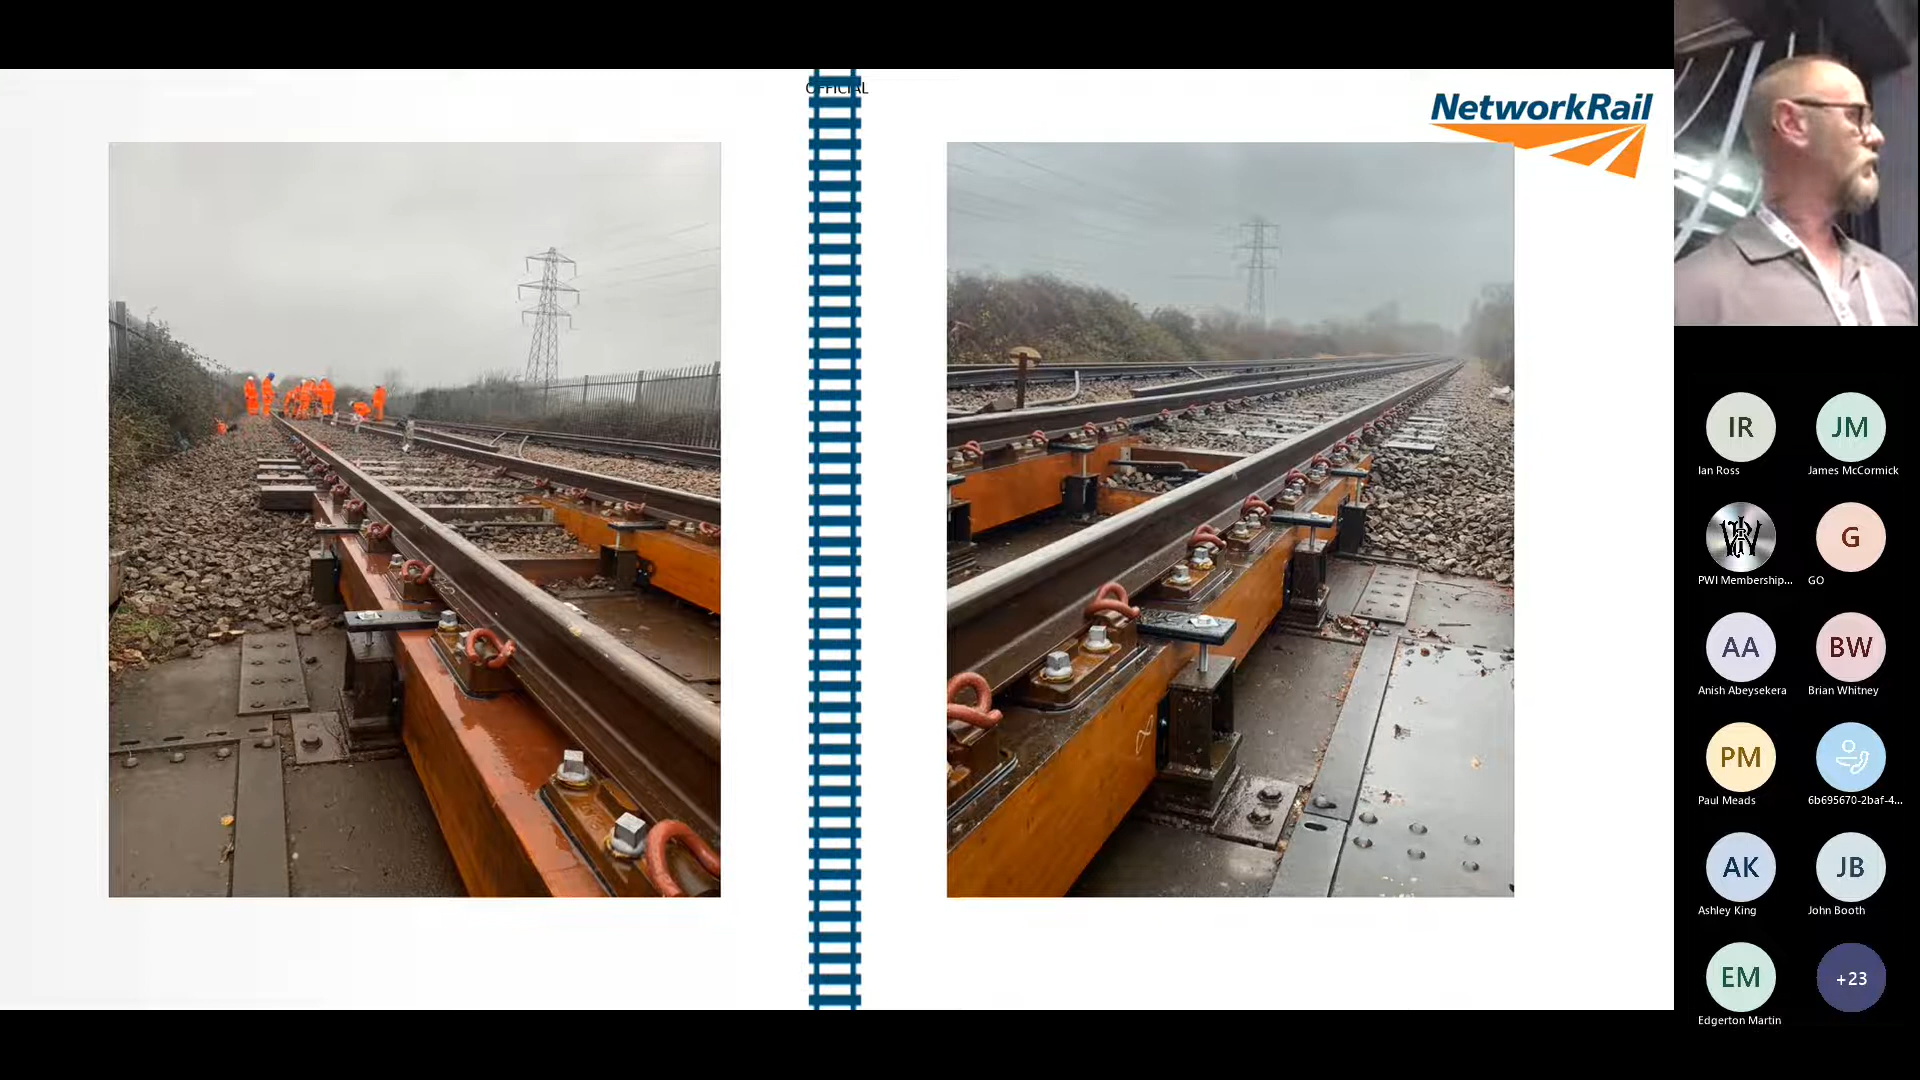 OFFICIAL
NetworkRail
IR
JM
Ian Ross
James McCormick
PWI Membership...
G
GO
AA
BW
Anish Abeysekera
Brian Whitney
PM
Paul Meads
6b695670-2baf-4...
AK
JB
Ashley King
John Booth
EM
+23
Edgerton Martin